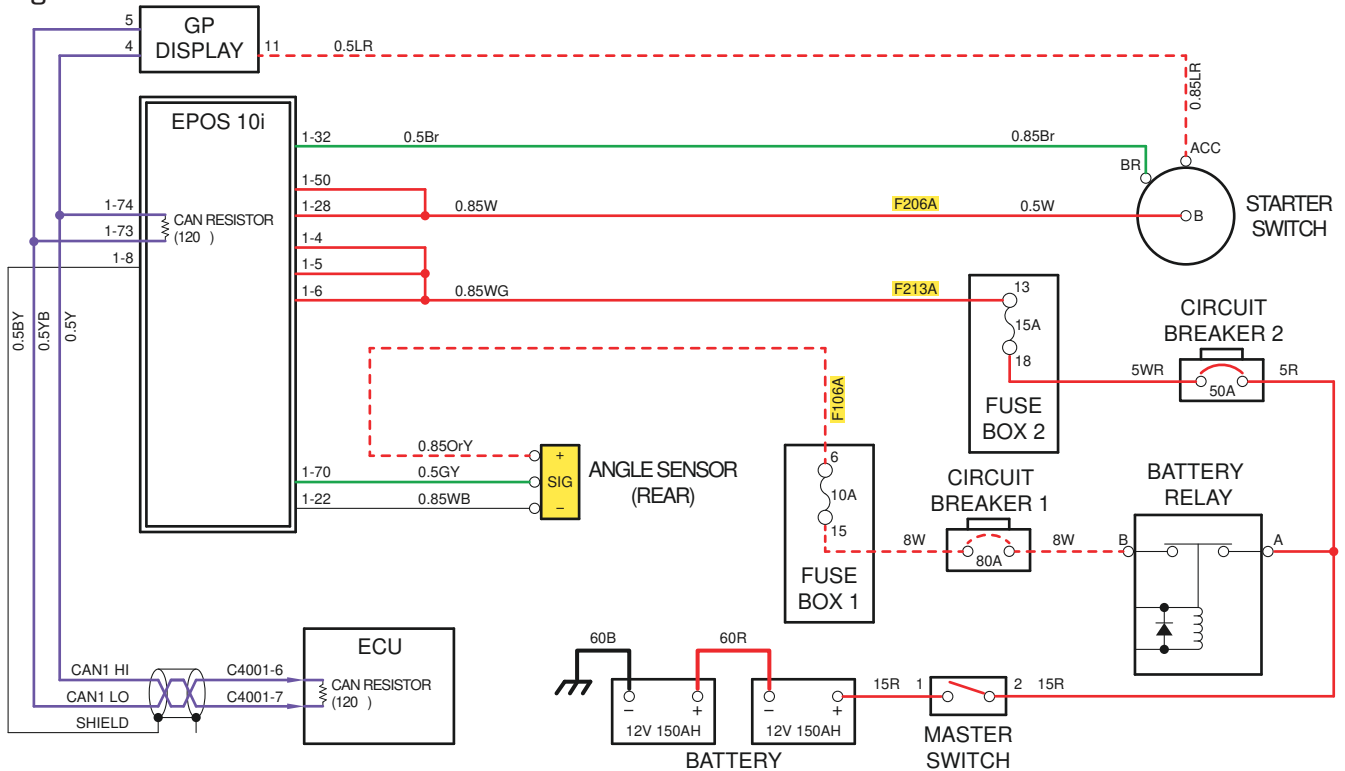 5
4
GP
DISPLAY
11
0.5LR
0.85LR
EPOS 10i
1-32
0.5Br
0.85Br
BR
ACC
B
STARTER
SWITCH
1-50
1-28
0.85W
F206A
0.5W
1-4
1-5
1-6
0.85WG
F213A
1-74
1-73
1-8
CAN RESISTOR
(120 )
0.5BY
0.5YB
0.5Y
13
15A
18
FUSE
BOX 2
CIRCUIT
BREAKER 2
5WR
50A
5R
F106A
0.85OrY
1-70
0.5GY
1-22
0.85WB
+
SIG
−
ANGLE SENSOR
(REAR)
6
10A
15
FUSE
BOX 1
CIRCUIT
BREAKER 1
8W
80A
8W
BATTERY
RELAY
B
A
ECU
CAN RESISTOR
(120 )
CAN1 HI
C4001-6
CAN1 LO
C4001-7
SHIELD
60B
60R
−
+
12V 150AH
−
+
12V 150AH
BATTERY
15R
1
2
15R
MASTER
SWITCH